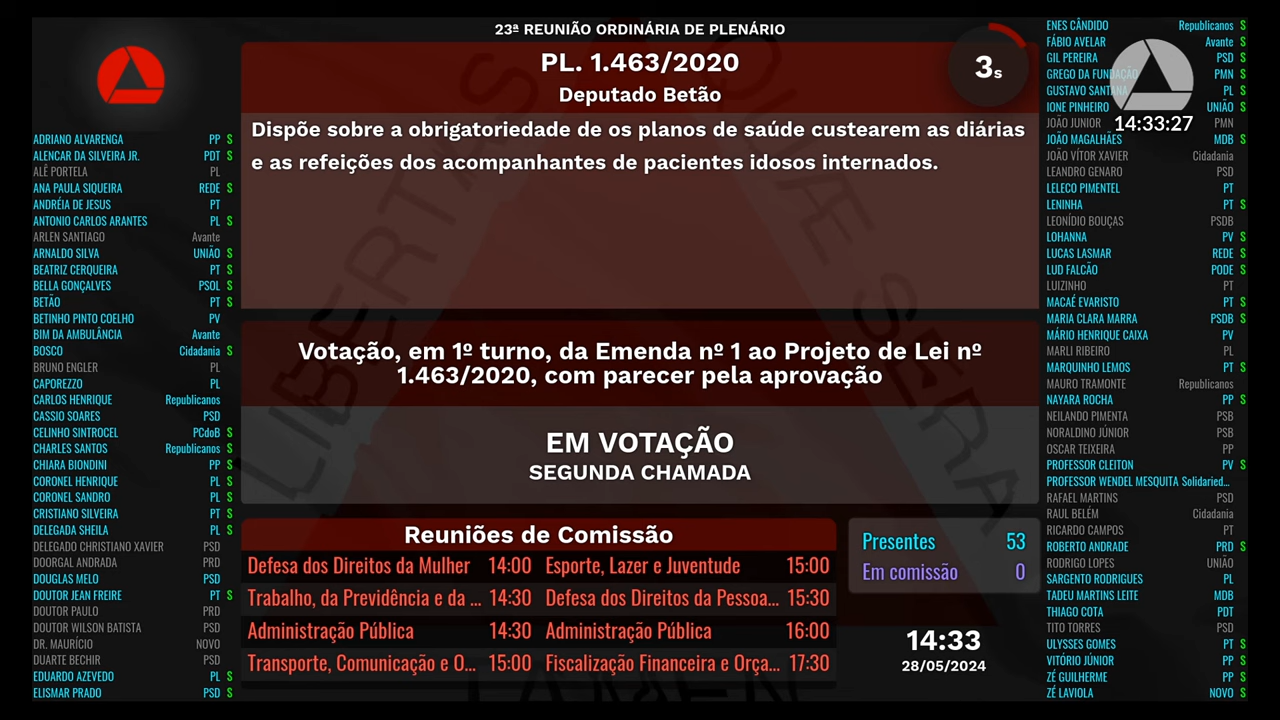 23ª REUNIÃO ORDINÁRIA DE PLENÁRIO
PL. 1.463/2020
Deputado Betão
3s
Dispõe sobre a obrigatoriedade de os planos de saúde custearem as diárias
e as refeições dos acompanhantes de pacientes idosos internados.
Votação, em 1º turno, da Emenda nº 1 ao Projeto de Lei nº
1.463/2020, com parecer pela aprovação
EM VOTAÇÃO
SEGUNDA CHAMADA
Reuniões de Comissão
Defesa dos Direitos da Mulher 14:00 Esporte, Lazer e Juventude 15:00
Trabalho, da Previdência e da ... 14:30 Defesa dos Direitos da Pessoa... 15:30
Administração Pública 14:30 Administração Pública 16:00
Transporte, Comunicação e O... 15:00 Fiscalização Financeira e Orça... 17:30
Presentes 53
Em comissão 0
14:33
28/05/2024
ADRIANO ALVARENGA PP S
ALENCAR DA SILVEIRA JR. PDT S
ALÊ PORTELA PL
ANA PAULA SIQUEIRA REDE S
ANDRÉIA DE JESUS PT
ANTONIO CARLOS ARANTES PL S
ARLEN SANTIAGO Avante
ARNALDO SILVA UNIÃO S
BEATRIZ CERQUEIRA PT S
BELLA GONÇALVES PSOL S
BETÃO PT S
BETINHO PINTO COELHO PV
BIM DA AMBULÂNCIA Avante
BOSCO Cidadania S
BRUNO ENGLER PL
CAPOREZZO PL
CARLOS HENRIQUE Republicanos
CASSIO SOARES PSD
CELINHO SINTROCEL PCdoB S
CHARLES SANTOS Republicanos S
CHIARA BIONDINI PP S
CORONEL HENRIQUE PL S
CORONEL SANDRO PL S
CRISTIANO SILVEIRA PT S
DELEGADA SHEILA PL S
DELEGADO CHRISTIANO XAVIER PSD
DOORGAL ANDRADA PRD
DOUGLAS MELO PSD
DOUTOR JEAN FREIRE PT S
DOUTOR PAULO PRD
DOUTOR WILSON BATISTA PSD
DR. MAURÍCIO NOVO
DUARTE BECHIR PSD
EDUARDO AZEVEDO PL S
ELISMAR PRADO PSD S
ENES CÂNDIDO Republicanos S
FÁBIO AVELAR Avante S
GIL PEREIRA PSD S
GREGO DA FUNDAÇÃO PMN S
GUSTAVO SANTANA PL S
IONE PINHEIRO UNIÃO S
JOÃO JUNIOR PMN
14:33:27
JOÃO MAGALHÃES MDB S
JOÃO VÍTOR XAVIER Cidadania
LEANDRO GENARO PSD
LELECO PIMENTEL PT
LENINHA PT S
LEONÍDIO BOUÇAS PSDB
LOHANNA PV S
LUCAS LASMAR REDE S
LUD FALCÃO PODE S
LUIZINHO PT
MACAÉ EVARISTO PT S
MARIA CLARA MARRA PSDB S
MÁRIO HENRIQUE CAIXA PV
MARLI RIBEIRO PL
MARQUINHO LEMOS PT S
MAURO TRAMONTE Republicanos
NAYARA ROCHA PP S
NEILANDO PIMENTA PSB
NORALDINO JÚNIOR PSB
OSCAR TEIXEIRA PP
PROFESSOR CLEITON PV S
PROFESSOR WENDEL MESQUITA Solidaried...
RAFAEL MARTINS PSD
RAUL BELÉM Cidadania
RICARDO CAMPOS PT
ROBERTO ANDRADE PRD S
RODRIGO LOPES UNIÃO
SARGENTO RODRIGUES PL
TADEU MARTINS LEITE MDB
THIAGO COTA PDT
TITO TORRES PSD
ULYSSES GOMES PT S
VITÓRIO JÚNIOR PP S
ZÉ GUILHERME PP S
ZÉ LAVIOLA NOVO S